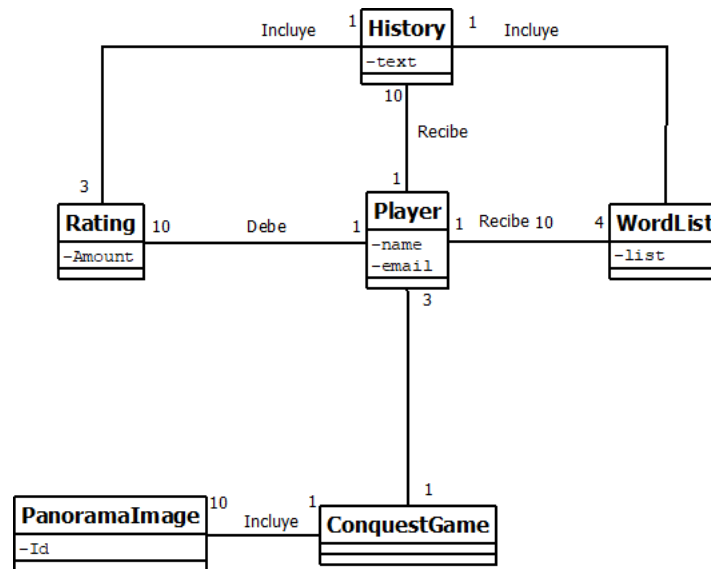 Incluye
1
History
1
Incluye
-text
10
Recibe
3
1
Rating
10
Debe
1
Player
1
Recibe 10
4
WordList
-Amount
-name
-list
-email
3
PanoramaImage
10
Incluye
1
1
ConquestGame
-Id